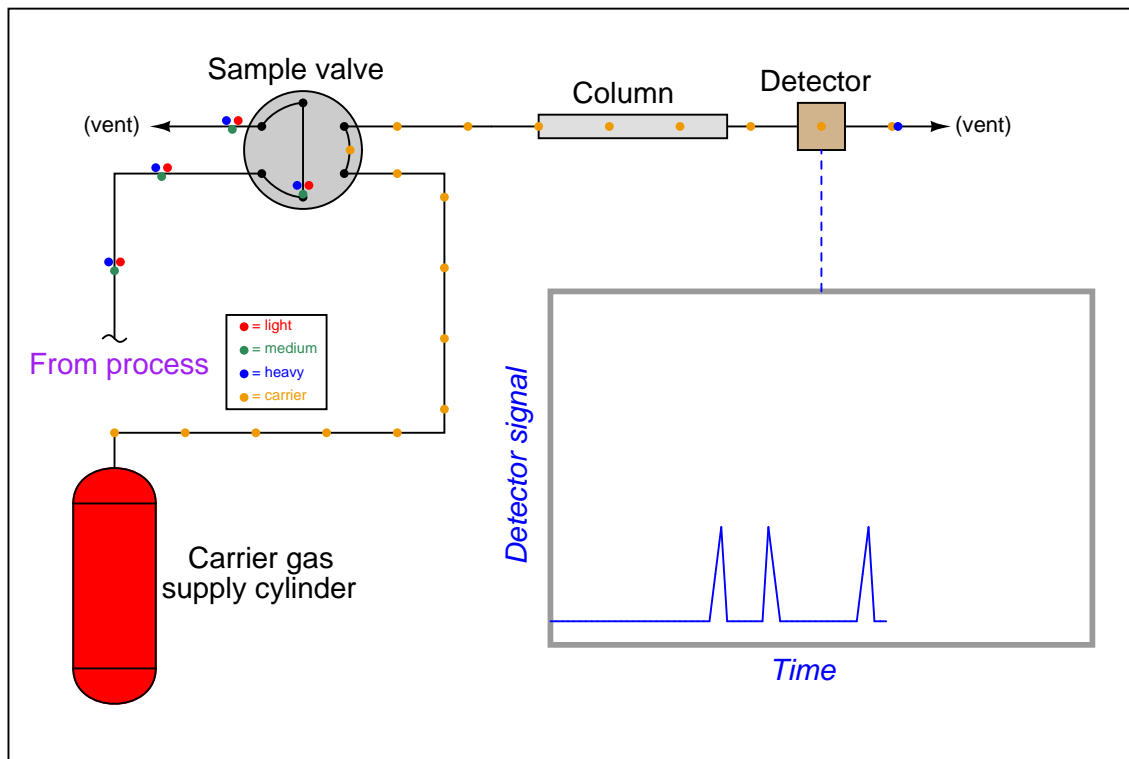 Sample valve
Column
Detector
(vent)
(vent)
= light
= medium
= heavy
= carrier
From process
Detector signal
Carrier gas
supply cylinder
Time